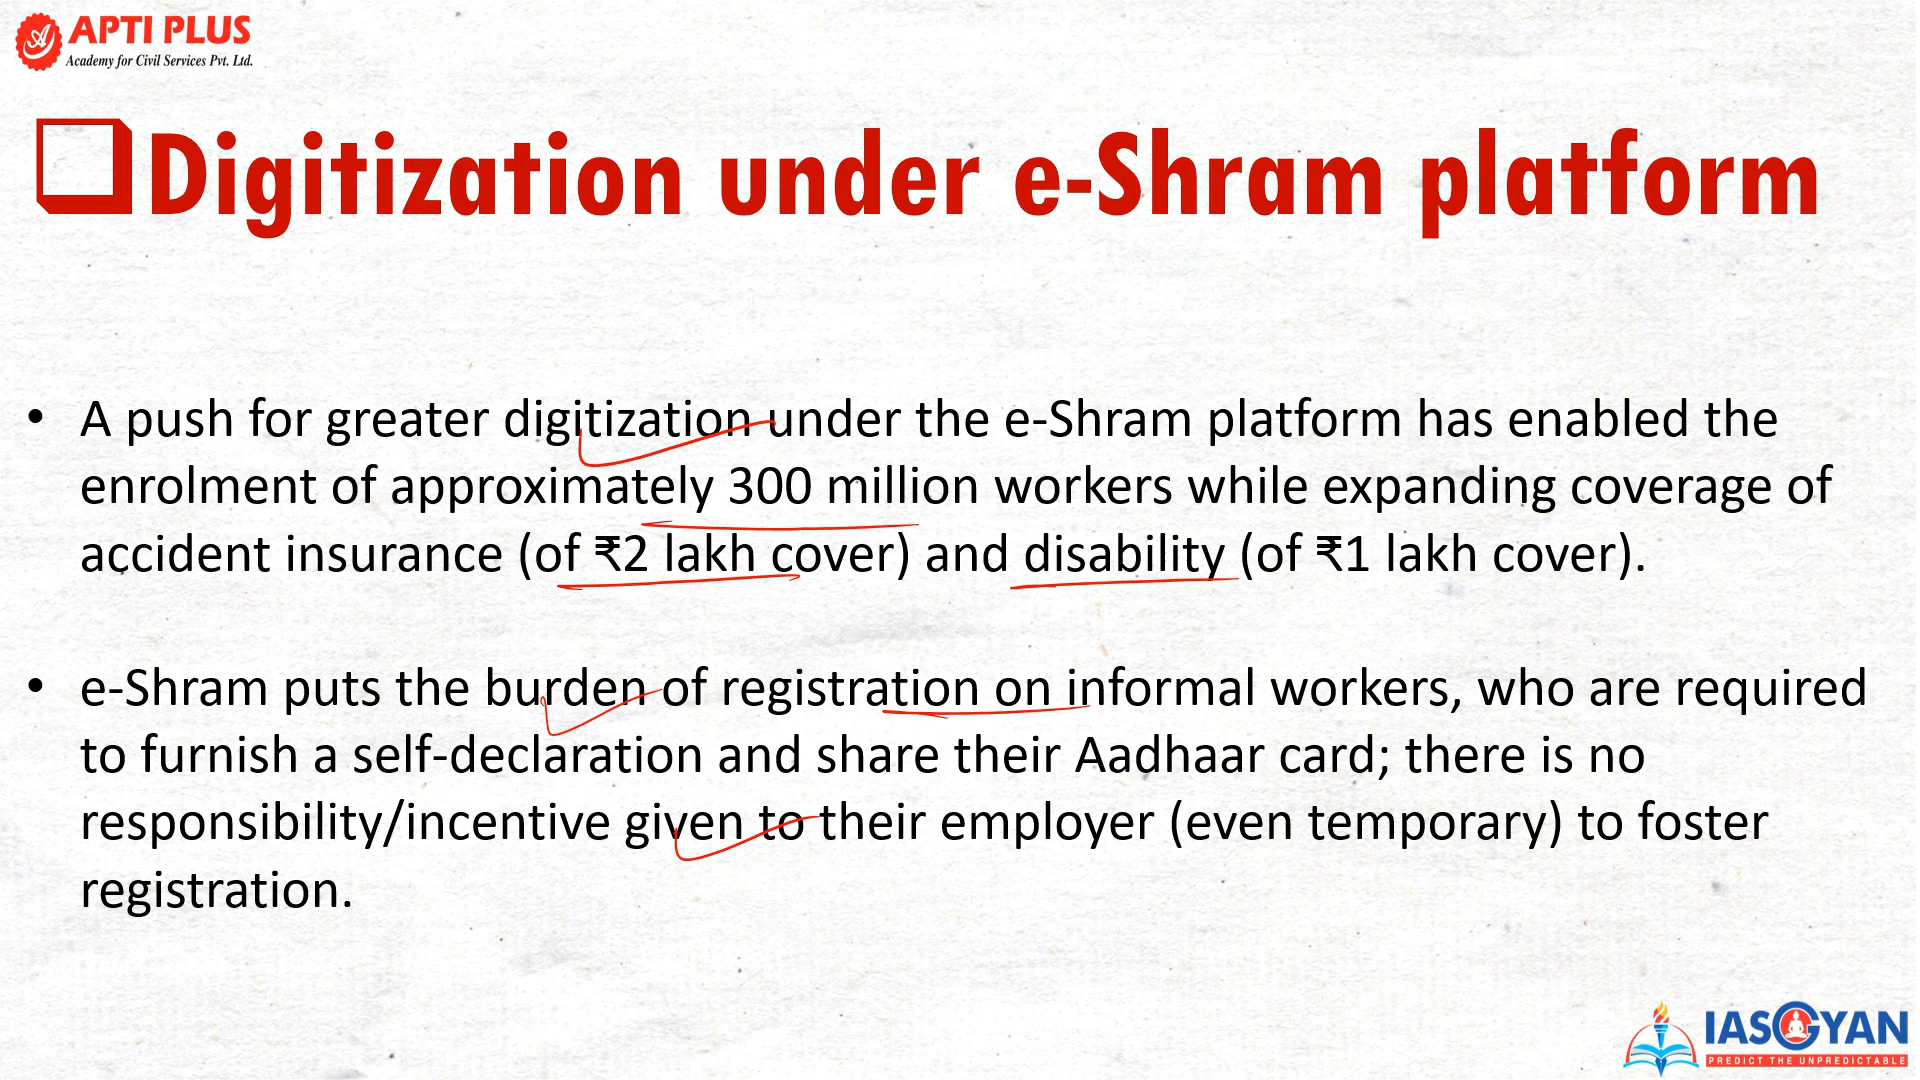 APTI PLUS
Academy for Civil Services Pvt. Ltd.
Digitization under e-Shram platform
• A push for greater digitization under the e-Shram platform has enabled the
enrolment of approximately 300 million workers while expanding coverage of
accident insurance (of ₹2 lakh cover) and disability (of ₹1 lakh cover).
• e-Shram puts the burden of registration on informal workers, who are required
to furnish a self-declaration and share their Aadhaar card; there is no
responsibility/incentive given to their employer (even temporary) to foster
registration.
IASGYAN
PREDICT THE UNPREDICTABLE